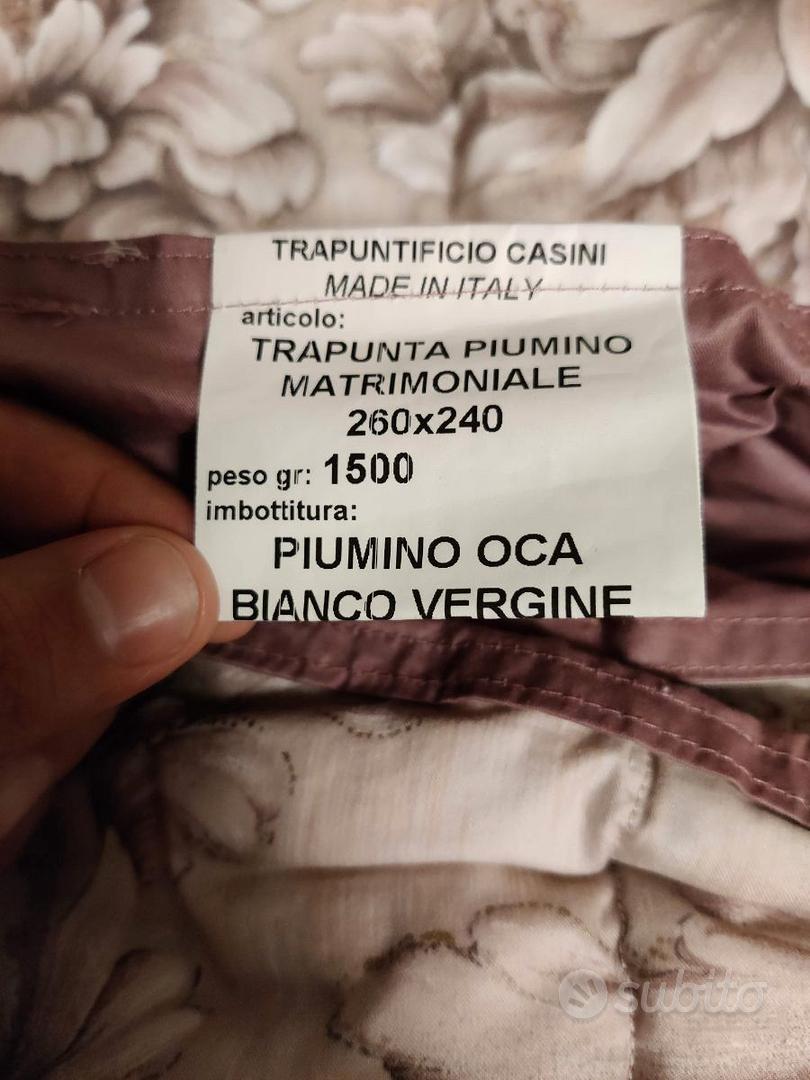 TRAPUNTIFICIO CASINI
MADE IN ITALY
articolo:
TRAPUNTA PIUMINO
MATRIMONIALE
260x240
peso gr: 1500
imbottitura:
PIUMINO OCA
BIANCO VERGINE
subito